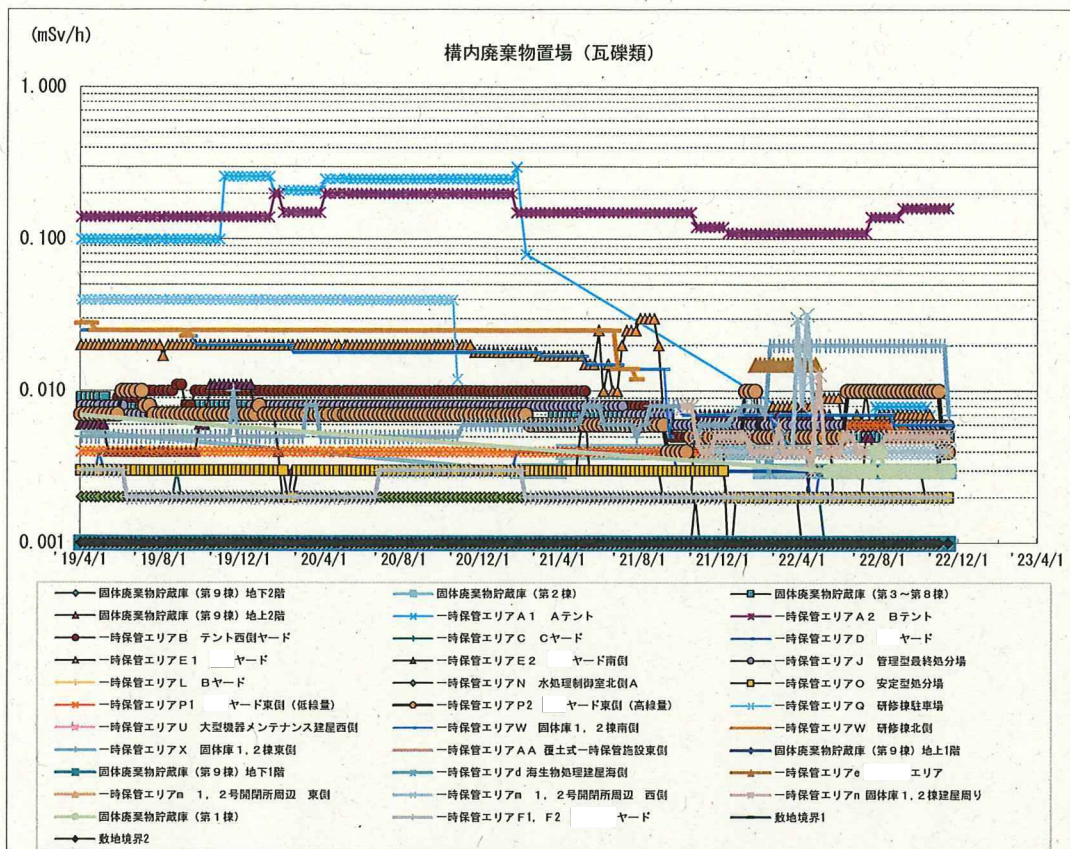 (mSv/h)
構内廃棄物置場（瓦礫類）
1.000
0.100
0.010
0.001
'19/4/1 '19/8/1 '19/12/1 '20/4/1 '20/8/1 '20/12/1 '21/4/1 '21/8/1 '21/12/1 '22/4/1 '22/8/1 '22/12/1 '23/4/1
固体廃棄物貯蔵庫（第９棟）地下2階 固体廃棄物貯蔵庫（第２棟） 固体廃棄物貯蔵庫（第３〜第８棟）
固体廃棄物貯蔵庫（第９棟）地上2階 一時保管エリアＡ１ Ａテント 一時保管エリアＡ２ Ｂテント
一時保管エリアＢ テント西側ヤード 一時保管エリアＣ Ｃヤード 一時保管エリアＤ ヤード
一時保管エリアＥ１ ヤード 一時保管エリアＥ２ ヤード南側 一時保管エリアＪ 管理型最終処分場
一時保管エリアＬ Ｂヤード 一時保管エリアＮ 水処理制御室北側Ａ 一時保管エリアＯ 安定型処分場
一時保管エリアＰ１ ヤード東側（低線量） 一時保管エリアＰ２ ヤード東側（高線量） 一時保管エリアＱ 研修棟駐車場
一時保管エリアＵ 大型機器メンテナンス建屋西側 一時保管エリアＷ 固体庫１,２棟南側 一時保管エリアＷ 研修棟北側
一時保管エリアＸ 固体庫１,２棟東側 一時保管エリアＡＡ 覆土式一時保管施設東側 固体廃棄物貯蔵庫（第９棟）地上1階
固体廃棄物貯蔵庫（第９棟）地下1階 一時保管エリアｄ 海生物処理建屋海側 一時保管エリアｅ エリア
一時保管エリアｍ １，２号開閉所周辺 東側 一時保管エリアｍ １，２号開閉所周辺 西側 一時保管エリアｎ 固体庫１,２棟建屋周り
固体廃棄物貯蔵庫（第１棟） 一時保管エリアＦ１，Ｆ２ ヤード 敷地境界1
敷地境界2